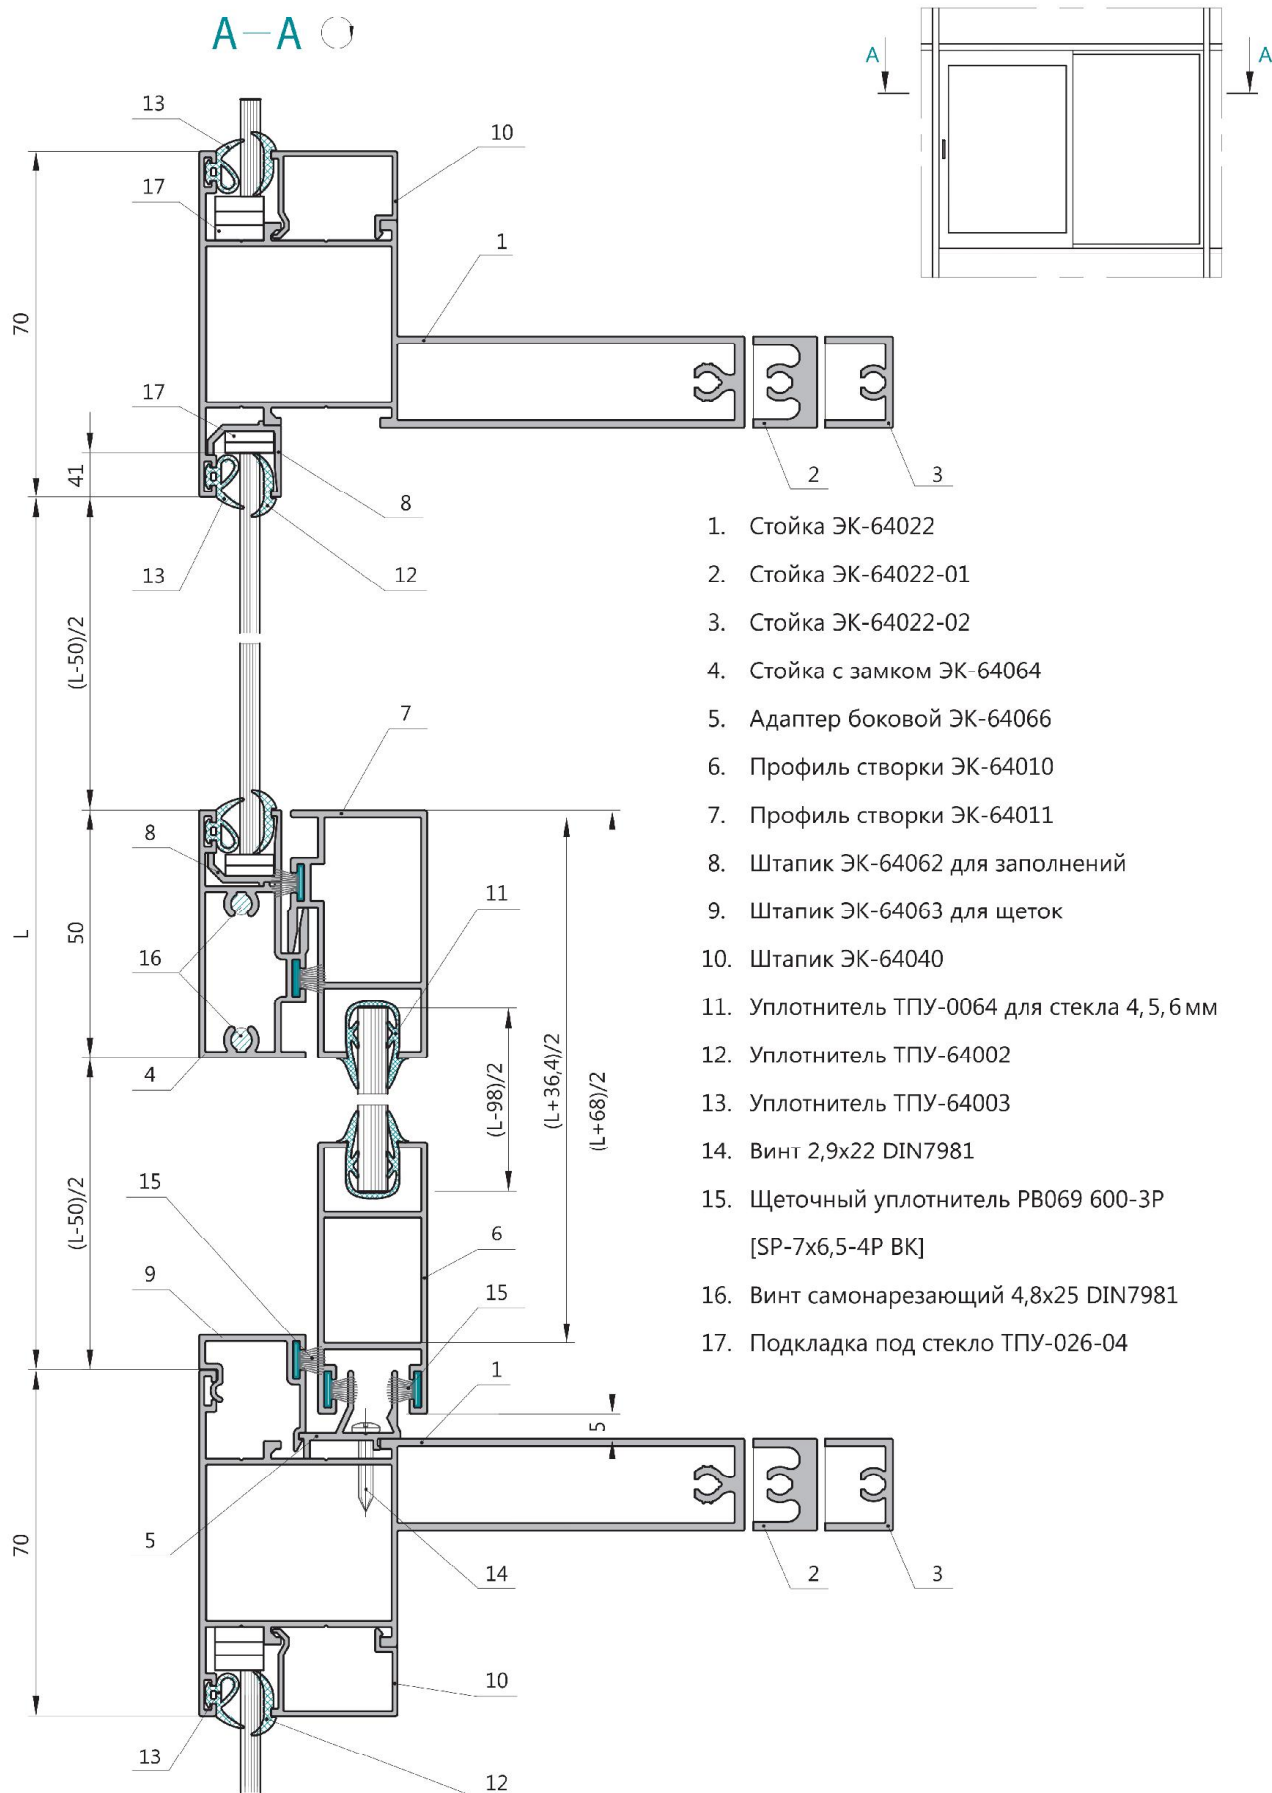 А—А
А
А
13
10
17
1
70
17
41
2
3
8
13
12
(L-50)/2
7
8
11
L
50
16
4
(L-98)/2
(L+36,4)/2
(L+68)/2
15
(L-50)/2
6
9
15
1
5
70
5
14
2
3
10
13
12
1. Стойка ЭК-64022
2. Стойка ЭК-64022-01
3. Стойка ЭК-64022-02
4. Стойка с замком ЭК-64064
5. Адаптер боковой ЭК-64066
6. Профиль створки ЭК-64010
7. Профиль створки ЭК-64011
8. Штапик ЭК-64062 для заполнений
9. Штапик ЭК-64063 для щеток
10. Штапик ЭК-64040
11. Уплотнитель ТПУ-0064 для стекла 4, 5, 6 мм
12. Уплотнитель ТПУ-64002
13. Уплотнитель ТПУ-64003
14. Винт 2,9х22 DIN7981
15. Щеточный уплотнитель РВ069 600-3Р
[SP-7х6,5-4Р ВК]
16. Винт самонарезающий 4,8х25 DIN7981
17. Подкладка под стекло ТПУ-026-04